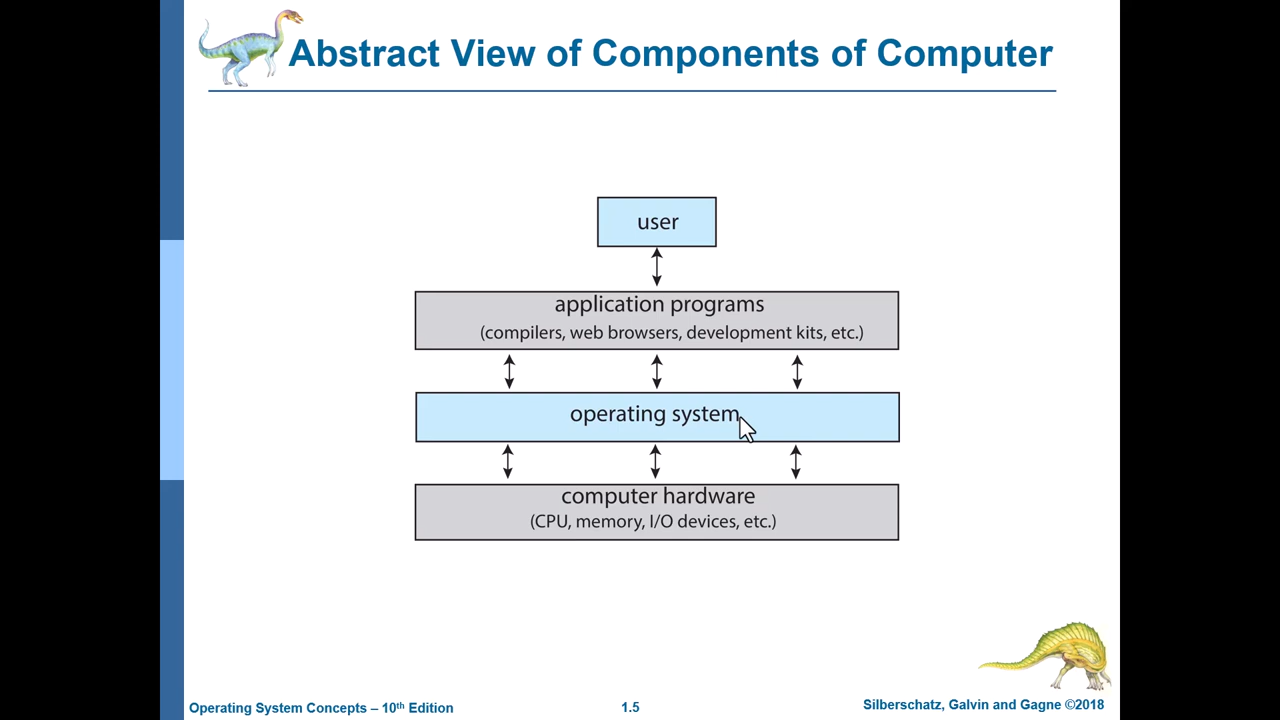 Abstract View of Components of Computer
user
application programs
(compilers, web browsers, development kits, etc.)
operating system
computer hardware
(CPU, memory, I/O devices, etc.)
Operating System Concepts – 10th Edition
1.5
Silberschatz, Galvin and Gagne ©2018